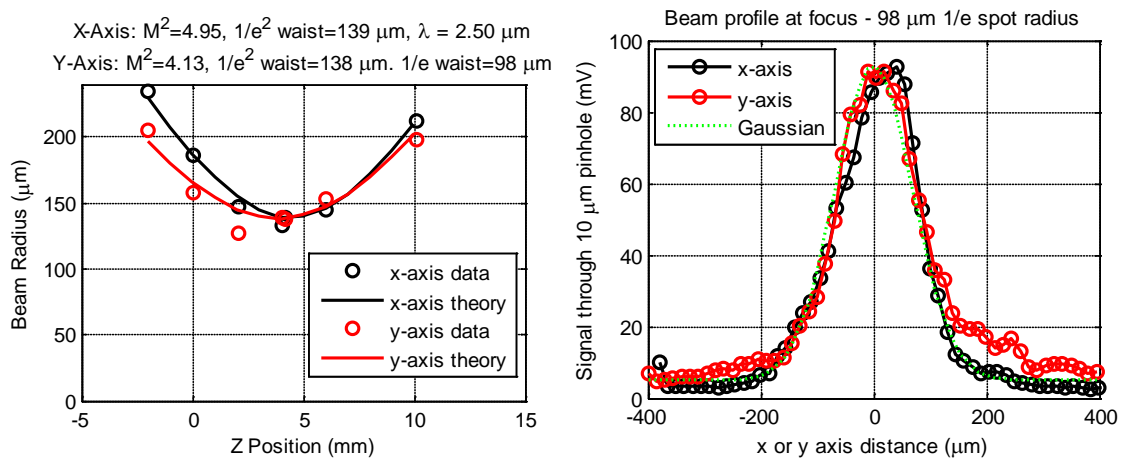 X-Axis: M²=4.95, 1/e² waist=139 μm, λ = 2.50 μm
Y-Axis: M²=4.13, 1/e² waist=138 μm. 1/e waist=98 μm
Beam Radius (μm)
200
150
100
50
0
-5
0
5
10
15
Z Position (mm)
x-axis data
x-axis theory
y-axis data
y-axis theory
Beam profile at focus - 98 μm 1/e spot radius
Signal through 10 μm pinhole (mV)
100
80
60
40
20
0
-400
-200
0
200
400
x or y axis distance (μm)
x-axis
y-axis
Gaussian